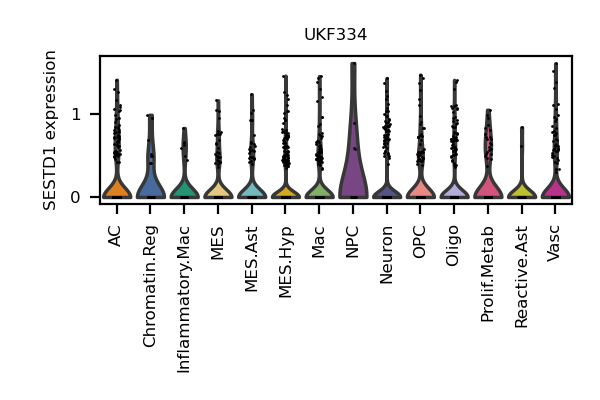 UKF334
SESTD1 expression
1
0
AC
Chromatin.Reg
Inflammatory.Mac
MES
MES.Ast
MES.Hyp
Mac
NPC
Neuron
OPC
Oligo
Prolif.Metab
Reactive.Ast
Vasc